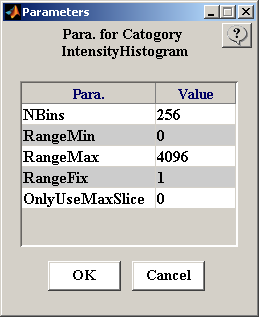 Parameters
Para. for Catogory
IntensityHistogram
?
Para. Value
NBins 256
RangeMin 0
RangeMax 4096
RangeFix 1
OnlyUseMaxSlice 0
OK Cancel